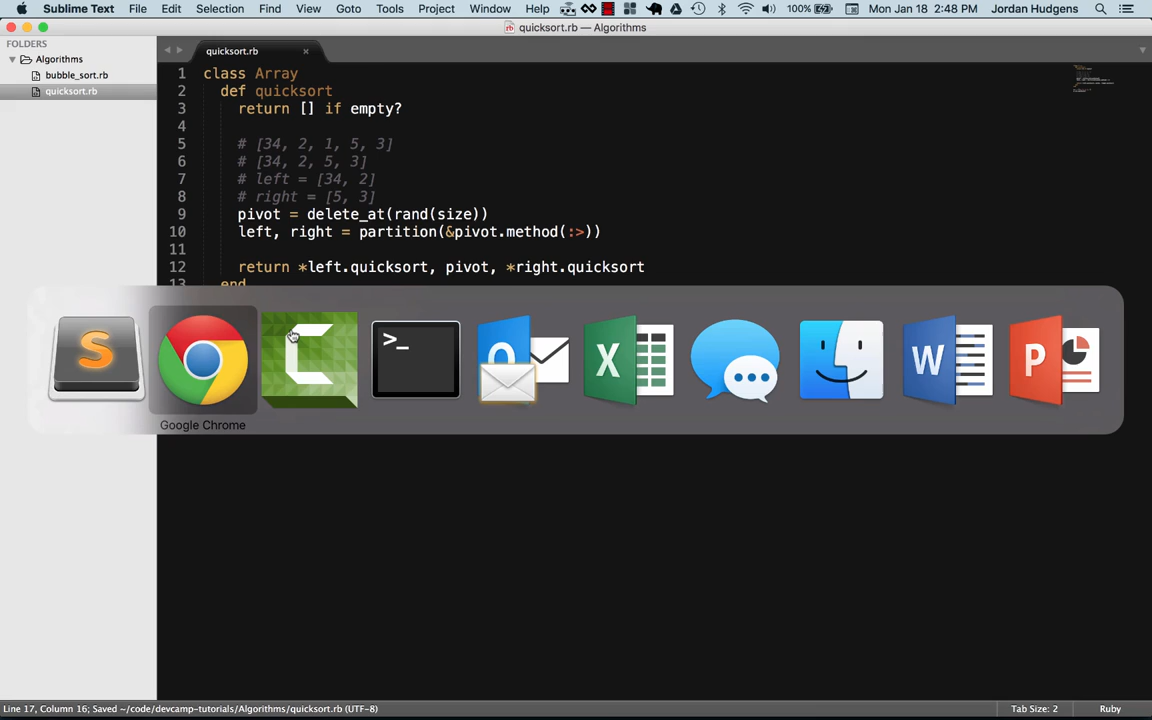 Sublime Text File Edit Selection Find View Goto Tools Project Window Help 100% Mon Jan 18 2:48 PM Jordan Hudgens
quicksort.rb — Algorithms
FOLDERS
Algorithms
bubble_sort.rb
quicksort.rb
quicksort.rb
1 class Array
2 def quicksort
3 return [] if empty?
4
5 # [34, 2, 1, 5, 3]
6 # [34, 2, 5, 3]
7 # left = [34, 2]
8 # right = [5, 3]
9 pivot = delete_at(rand(size))
10 left, right = partition(&pivot.method(:>))
11
12 return *left.quicksort, pivot, *right.quicksort
13 end
Google Chrome
Line 17, Column 16; Saved ~/code/devcamp-tutorials/Algorithms/quicksort.rb (UTF-8)
Tab Size: 2
Ruby